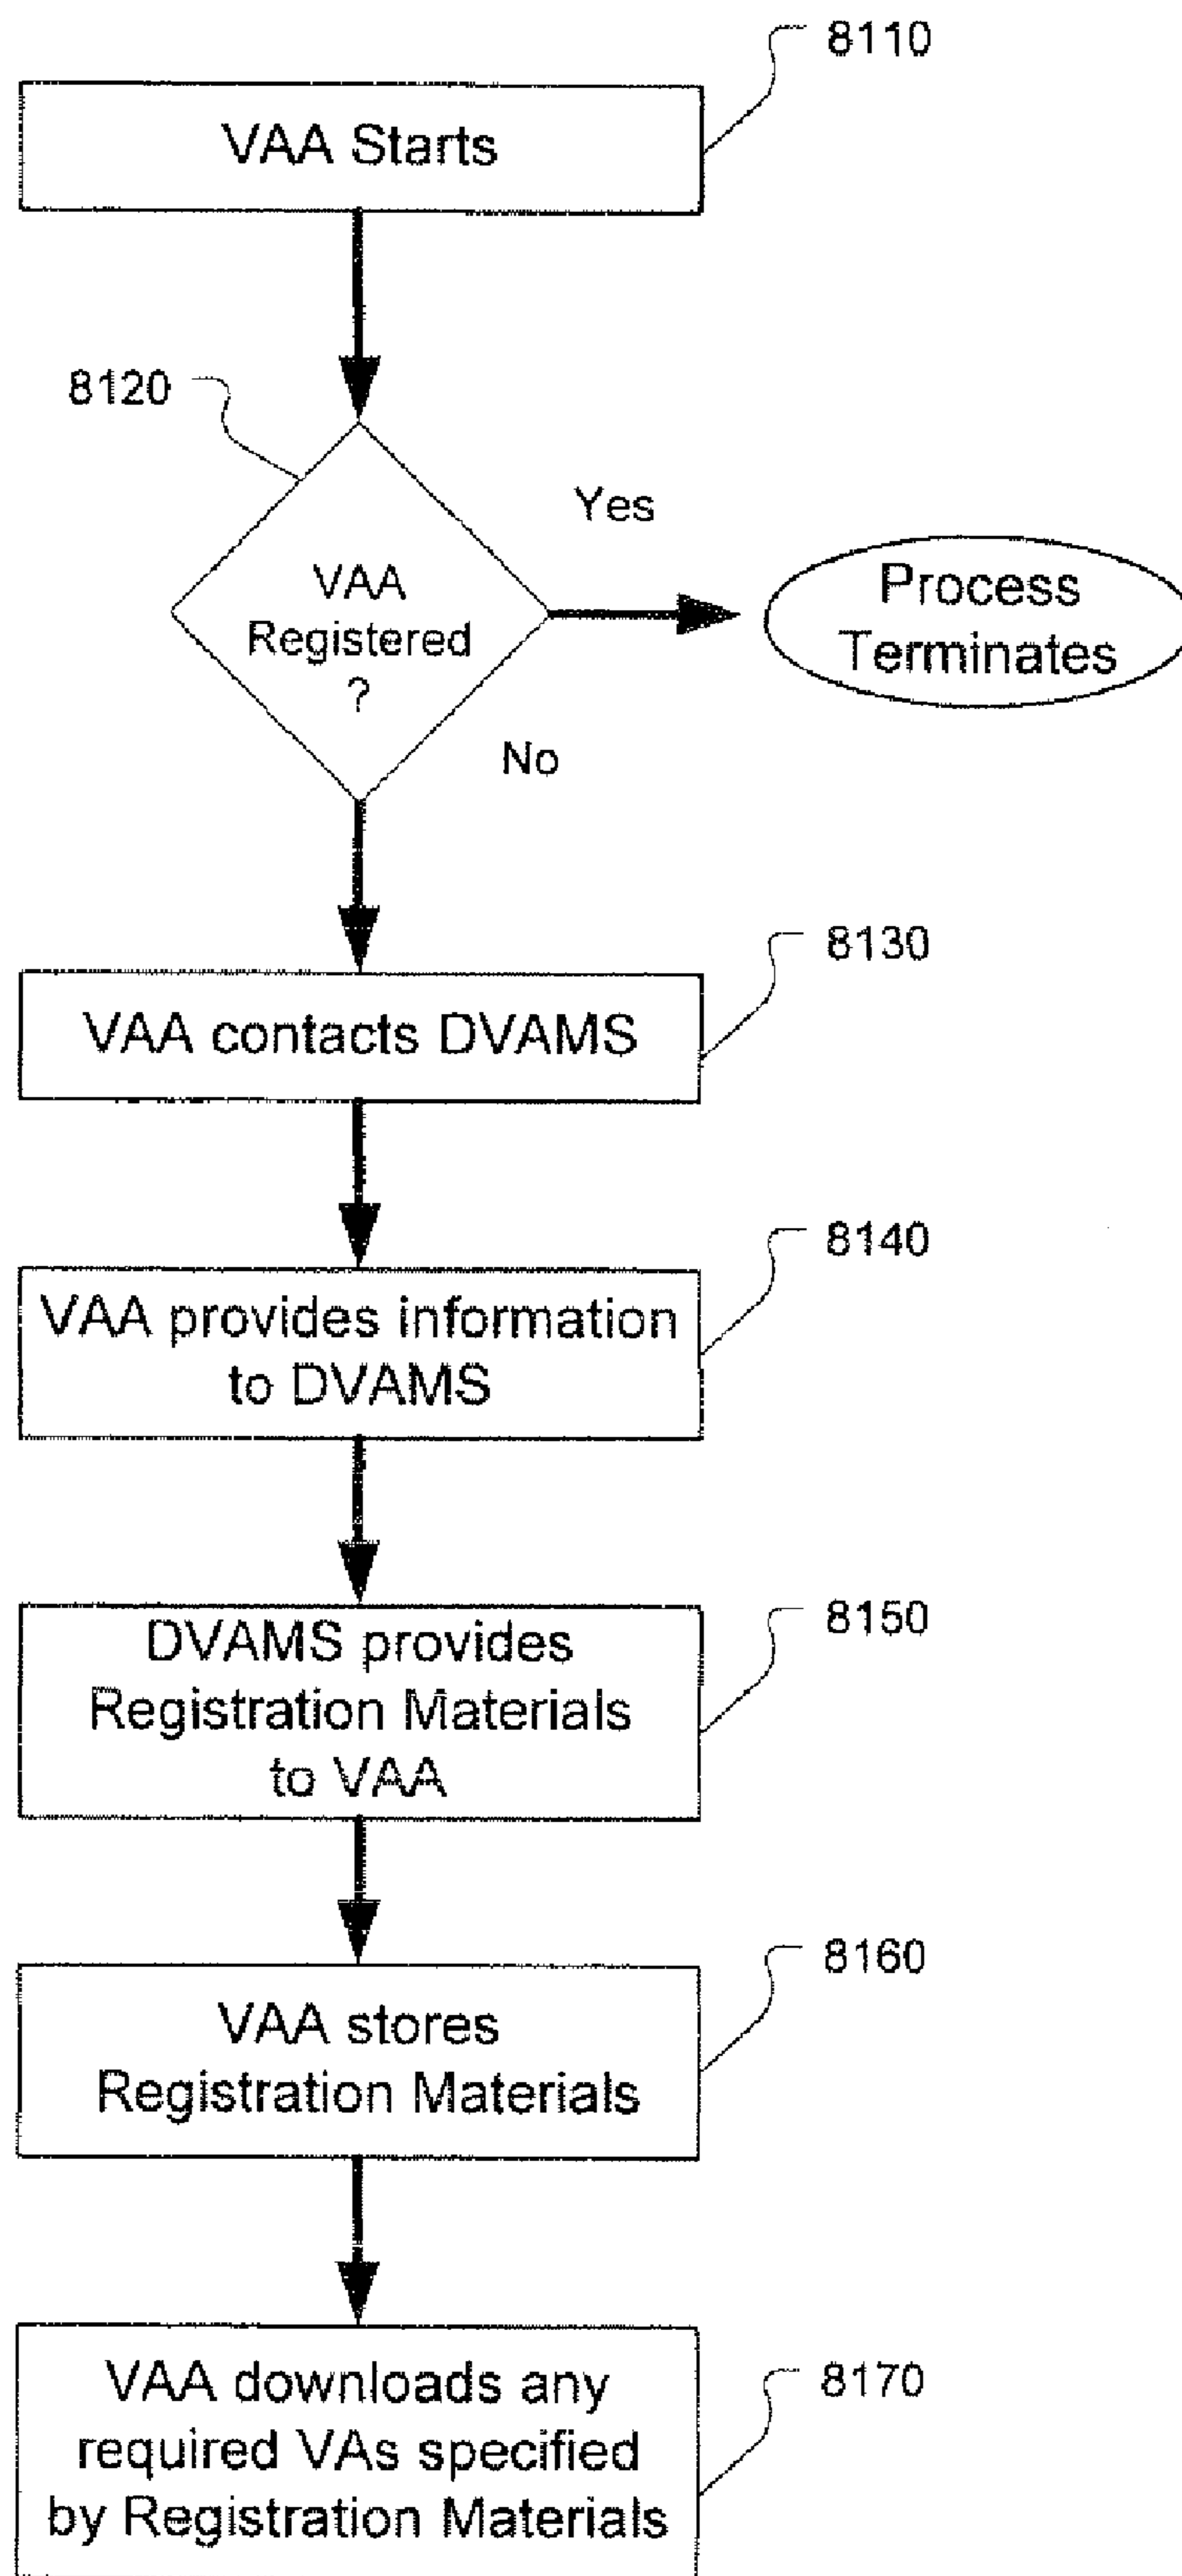 8110
VAA Starts
8120
Yes
VAA
Registered
?
Process
Terminates
No
8130
VAA contacts DVAMS
8140
VAA provides information
to DVAMS
8150
DVAMS provides
Registration Materials
to VAA
8160
VAA stores
Registration Materials
8170
VAA downloads any
required VAs specified
by Registration Materials